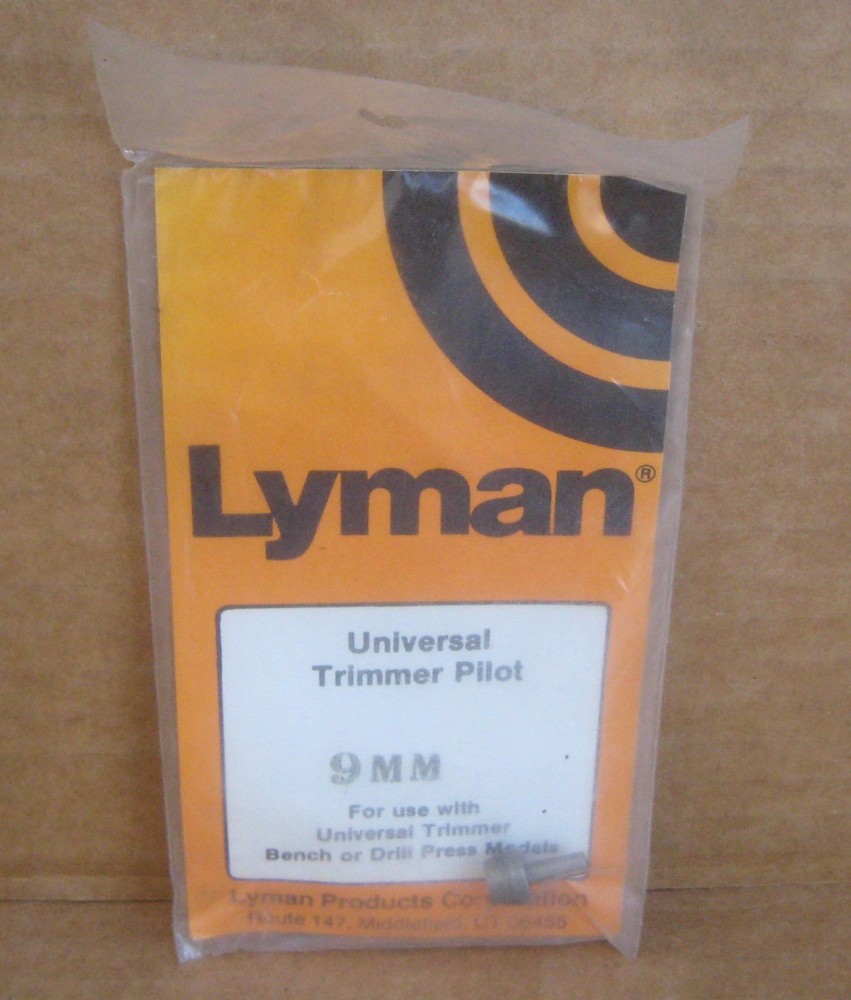 Lyman®
Universal
Trimmer Pilot
9MM
For use with
Universal Trimmer
Bench or Drill Press Models
Lyman Products Corporation
Route 147, Middlefield, CT 06455